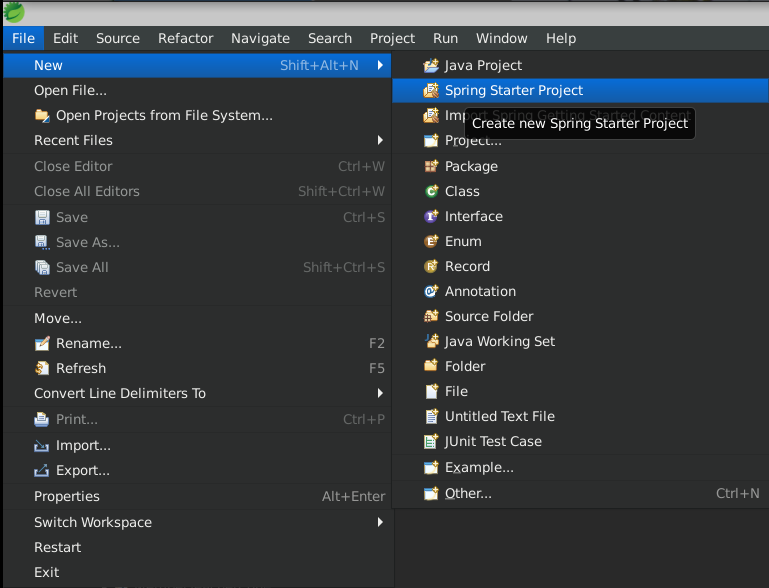 File Edit Source Refactor Navigate Search Project Run Window Help
New Shift+Alt+N
Open File...
Open Projects from File System...
Recent Files
Close Editor Ctrl+W
Close All Editors Shift+Ctrl+W
Save Ctrl+S
Save As...
Save All Shift+Ctrl+S
Revert
Move...
Rename... F2
Refresh F5
Convert Line Delimiters To
Print... Ctrl+P
Import...
Export...
Properties Alt+Enter
Switch Workspace
Restart
Exit
Java Project
Spring Starter Project
Import Spring Getting Started Content
Create new Spring Starter Project
Project...
Package
Class
Interface
Enum
Record
Annotation
Source Folder
Java Working Set
Folder
File
Untitled Text File
JUnit Test Case
Example...
Other... Ctrl+N